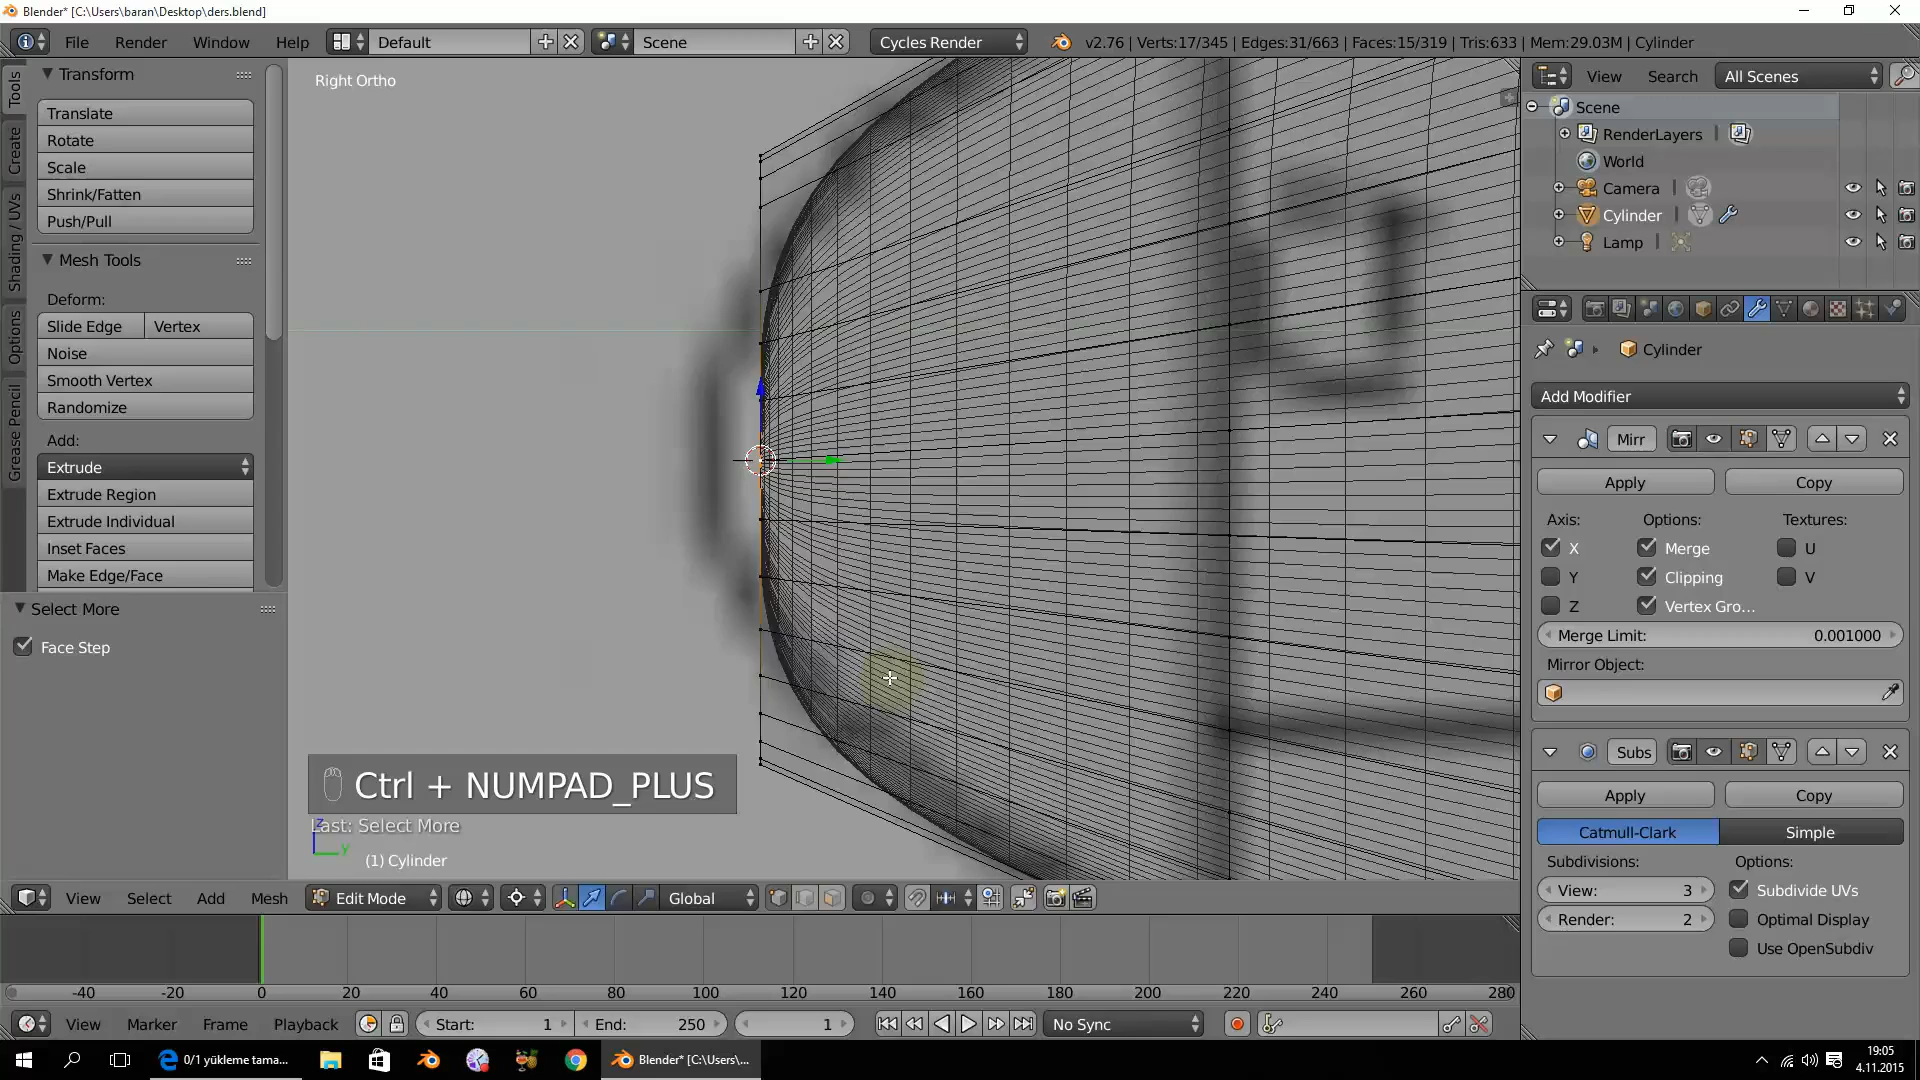 Blender* [C:\Users\baran\Desktop\ders.blend]
File Render Window Help Default Scene Cycles Render v2.76 | Verts:17/345 | Edges:31/663 | Faces:15/319 | Tris:633 | Mem:29.03M | Cylinder
Tools
Create
Shading / UVs
Options
Grease Pencil
Transform
Translate
Rotate
Scale
Shrink/Fatten
Push/Pull
Mesh Tools
Deform:
Slide Edge Vertex
Noise
Smooth Vertex
Randomize
Add:
Extrude
Extrude Region
Extrude Individual
Inset Faces
Make Edge/Face
Select More
Face Step
Right Ortho
Ctrl + NUMPAD_PLUS
Last: Select More
z
y
(1) Cylinder
View Select Add Mesh Edit Mode Global
-40 -20 0 20 40 60 80 100 120 140 160 180 200 220 240 260 280
View Marker Frame Playback Start: 1 End: 250 1 No Sync
View Search All Scenes
Scene
RenderLayers
World
Camera
Cylinder
Lamp
Cylinder
Add Modifier
Mirr
Apply Copy
Axis: Options: Textures:
X Merge U
Y Clipping V
Z Vertex Gro...
Merge Limit: 0.001000
Mirror Object:
Subs
Apply Copy
Catmull-Clark Simple
Subdivisions: Options:
View: 3 Subdivide UVs
Render: 2 Optimal Display
Use OpenSubdiv
0/1 yükleme tama...
Blender* [C:\Users\...
19:05
4.11.2015